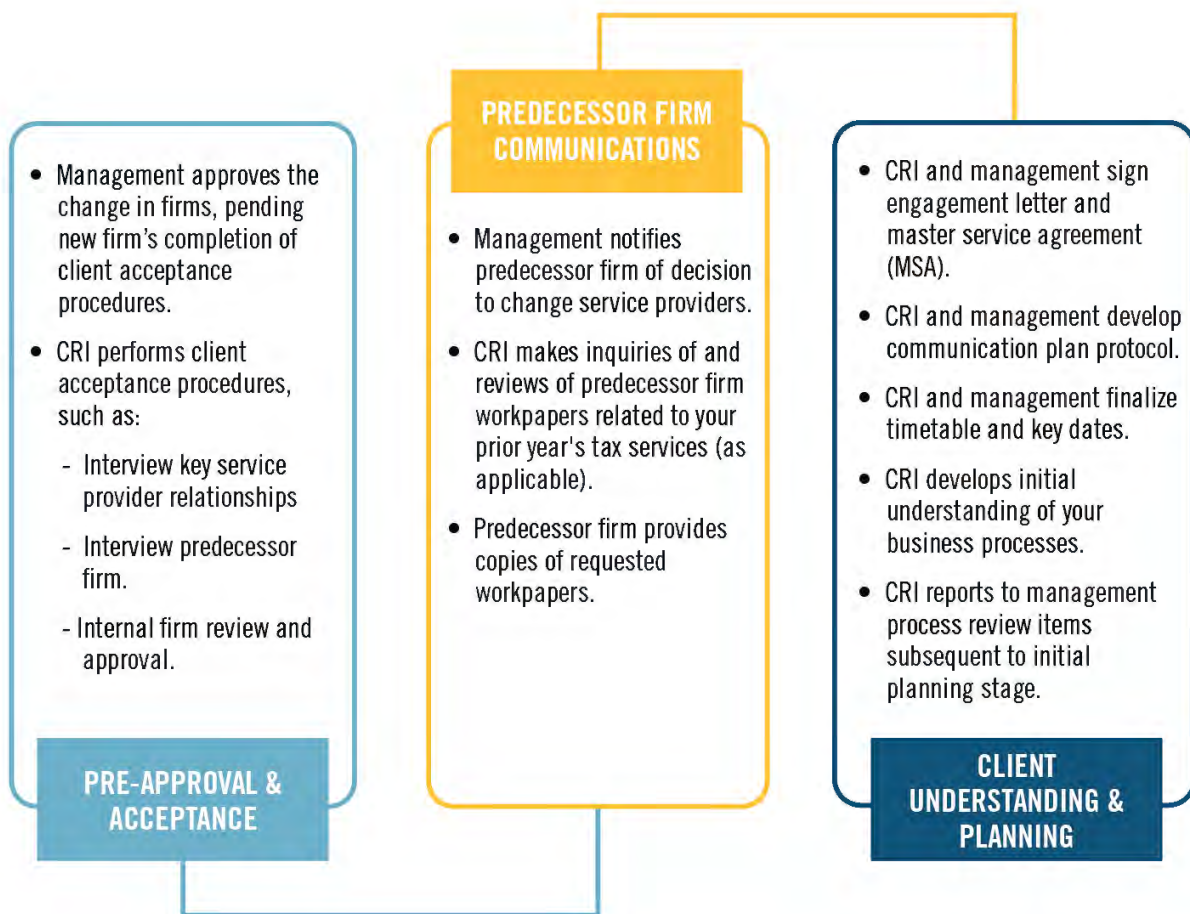 • Management approves the
change in firms, pending
new firm's completion of
client acceptance
procedures.
• CRI performs client
acceptance procedures,
such as:
- Interview key service
provider relationships
- Interview predecessor
firm.
- Internal firm review and
approval.
PRE-APPROVAL &
ACCEPTANCE
PREDECESSOR FIRM
COMMUNICATIONS
• Management notifies
predecessor firm of decision
to change service providers.
• CRI makes inquiries of and
reviews of predecessor firm
workpapers related to your
prior year's tax services (as
applicable).
• Predecessor firm provides
copies of requested
workpapers.
• CRI and management sign
engagement letter and
master service agreement
(MSA).
• CRI and management develop
communication plan protocol.
• CRI and management finalize
timetable and key dates.
• CRI develops initial
understanding of your
business processes.
• CRI reports to management
process review items
subsequent to initial
planning stage.
CLIENT
UNDERSTANDING &
PLANNING